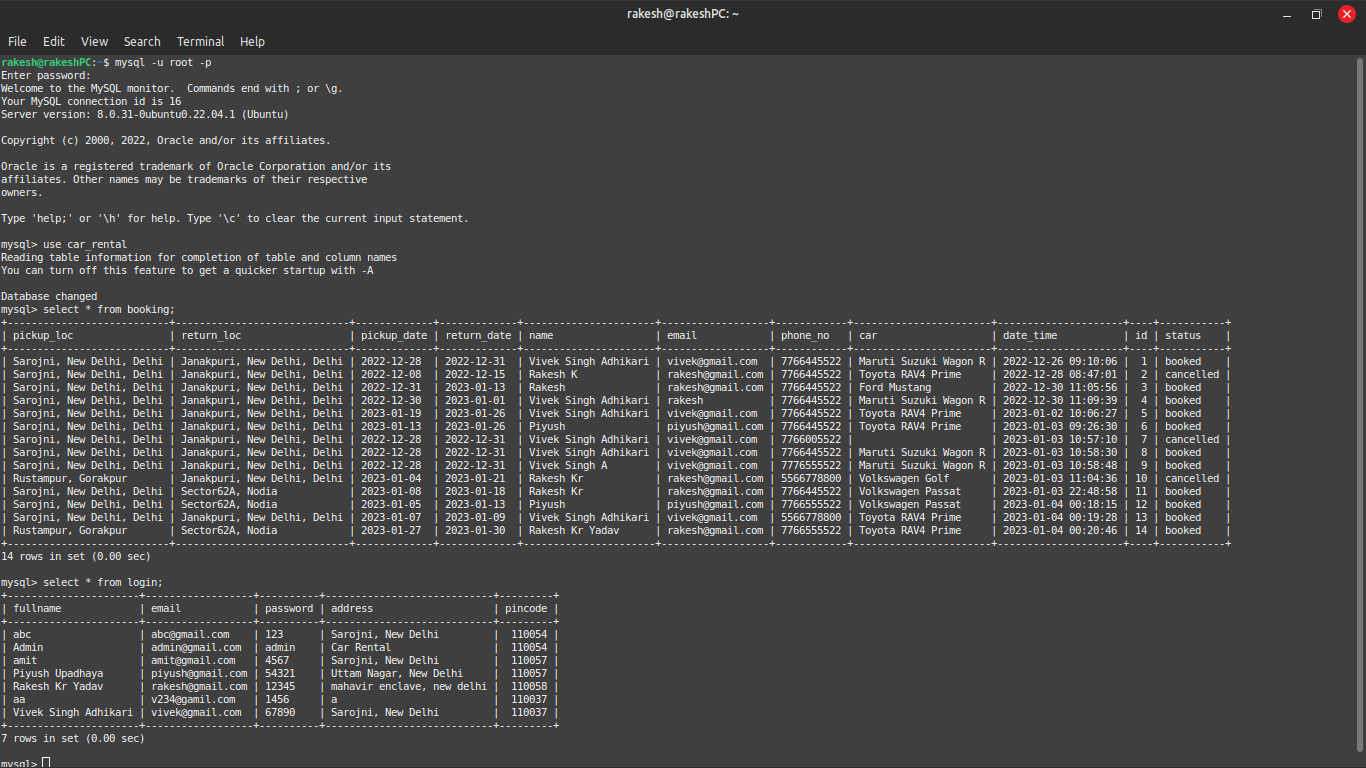 rakesh@rakeshPC: ~
File Edit View Search Terminal Help
rakesh@rakeshPC:~$ mysql -u root -p
Enter password:
Welcome to the MySQL monitor.  Commands end with ; or \g.
Your MySQL connection id is 16
Server version: 8.0.31-0ubuntu0.22.04.1 (Ubuntu)
Copyright (c) 2000, 2022, Oracle and/or its affiliates.
Oracle is a registered trademark of Oracle Corporation and/or its
affiliates. Other names may be trademarks of their respective
owners.
Type 'help;' or '\h' for help. Type '\c' to clear the current input statement.
mysql> use car_rental
Reading table information for completion of table and column names
You can turn off this feature to get a quicker startup with -A
Database changed
mysql> select * from booking;
+---------------------------+-----------------------------+-------------+-------------+----------------------+------------------+------------+-----------------------+---------------------+----+-----------+
| pickup_loc | return_loc | pickup_date | return_date | name | email | phone_no | car | date_time | id | status |
+---------------------------+-----------------------------+-------------+-------------+----------------------+------------------+------------+-----------------------+---------------------+----+-----------+
| Sarojni, New Delhi, Delhi | Janakpuri, New Delhi, Delhi | 2022-12-28 | 2022-12-31 | Vivek Singh Adhikari | vivek@gmail.com | 7766445522 | Maruti Suzuki Wagon R | 2022-12-26 09:10:06 | 1 | booked |
| Sarojni, New Delhi, Delhi | Janakpuri, New Delhi, Delhi | 2022-12-08 | 2022-12-15 | Rakesh K | rakesh@gmail.com | 7766445522 | Toyota RAV4 Prime | 2022-12-28 08:47:01 | 2 | cancelled |
| Sarojni, New Delhi, Delhi | Janakpuri, New Delhi, Delhi | 2022-12-31 | 2023-01-13 | Rakesh | rakesh@gmail.com | 7766445522 | Ford Mustang | 2022-12-30 11:05:56 | 3 | booked |
| Sarojni, New Delhi, Delhi | Janakpuri, New Delhi, Delhi | 2022-12-30 | 2023-01-01 | Vivek Singh Adhikari | rakesh | 7766445522 | Maruti Suzuki Wagon R | 2022-12-30 11:09:39 | 4 | booked |
| Sarojni, New Delhi, Delhi | Janakpuri, New Delhi, Delhi | 2023-01-19 | 2023-01-26 | Vivek Singh Adhikari | vivek@gmail.com | 7766445522 | Toyota RAV4 Prime | 2023-01-02 10:06:27 | 5 | booked |
| Sarojni, New Delhi, Delhi | Janakpuri, New Delhi, Delhi | 2023-01-13 | 2023-01-26 | Piyush | piyush@gmail.com | 7766445522 | Toyota RAV4 Prime | 2023-01-03 09:26:30 | 6 | booked |
| Sarojni, New Delhi, Delhi | Janakpuri, New Delhi, Delhi | 2022-12-28 | 2022-12-31 | Vivek Singh Adhikari | vivek@gmail.com | 7766005522 | | 2023-01-03 10:57:10 | 7 | cancelled |
| Sarojni, New Delhi, Delhi | Janakpuri, New Delhi, Delhi | 2022-12-28 | 2022-12-31 | Vivek Singh Adhikari | vivek@gmail.com | 7766445522 | Maruti Suzuki Wagon R | 2023-01-03 10:58:30 | 8 | booked |
| Sarojni, New Delhi, Delhi | Janakpuri, New Delhi, Delhi | 2022-12-28 | 2022-12-31 | Vivek Singh A | vivek@gmail.com | 7776555522 | Maruti Suzuki Wagon R | 2023-01-03 10:58:48 | 9 | booked |
| Rustampur, Gorakpur | Janakpuri, New Delhi, Delhi | 2023-01-04 | 2023-01-21 | Rakesh Kr | rakesh@gmail.com | 5566778800 | Volkswagen Golf | 2023-01-03 11:04:36 | 10 | cancelled |
| Sarojni, New Delhi, Delhi | Sector62A, Nodia | 2023-01-08 | 2023-01-18 | Rakesh Kr | rakesh@gmail.com | 7766445522 | Volkswagen Passat | 2023-01-03 22:48:58 | 11 | booked |
| Sarojni, New Delhi, Delhi | Sector62A, Nodia | 2023-01-05 | 2023-01-13 | Piyush | piyush@gmail.com | 7766555522 | Volkswagen Passat | 2023-01-04 00:18:15 | 12 | booked |
| Sarojni, New Delhi, Delhi | Janakpuri, New Delhi, Delhi | 2023-01-07 | 2023-01-09 | Vivek Singh Adhikari | vivek@gmail.com | 5566778800 | Toyota RAV4 Prime | 2023-01-04 00:19:28 | 13 | booked |
| Rustampur, Gorakpur | Sector62A, Nodia | 2023-01-27 | 2023-01-30 | Rakesh Kr Yadav | rakesh@gmail.com | 7766555522 | Toyota RAV4 Prime | 2023-01-04 00:20:46 | 14 | booked |
+---------------------------+-----------------------------+-------------+-------------+----------------------+------------------+------------+-----------------------+---------------------+----+-----------+
14 rows in set (0.00 sec)
mysql> select * from login;
+----------------------+------------------+----------+----------------------------+---------+
| fullname | email | password | address | pincode |
+----------------------+------------------+----------+----------------------------+---------+
| abc | abc@gmail.com | 123 | Sarojni, New Delhi | 110054 |
| Admin | admin@gmail.com | admin | Car Rental | 110054 |
| amit | amit@gmail.com | 4567 | Sarojni, New Delhi | 110057 |
| Piyush Upadhaya | piyush@gmail.com | 54321 | Uttam Nagar, New Delhi | 110057 |
| Rakesh Kr Yadav | rakesh@gmail.com | 12345 | mahavir enclave, new delhi | 110058 |
| aa | v234@gamil.com | 1456 | a | 110037 |
| Vivek Singh Adhikari | vivek@gmail.com | 67890 | Sarojni, New Delhi | 110037 |
+----------------------+------------------+----------+----------------------------+---------+
7 rows in set (0.00 sec)
mysql>